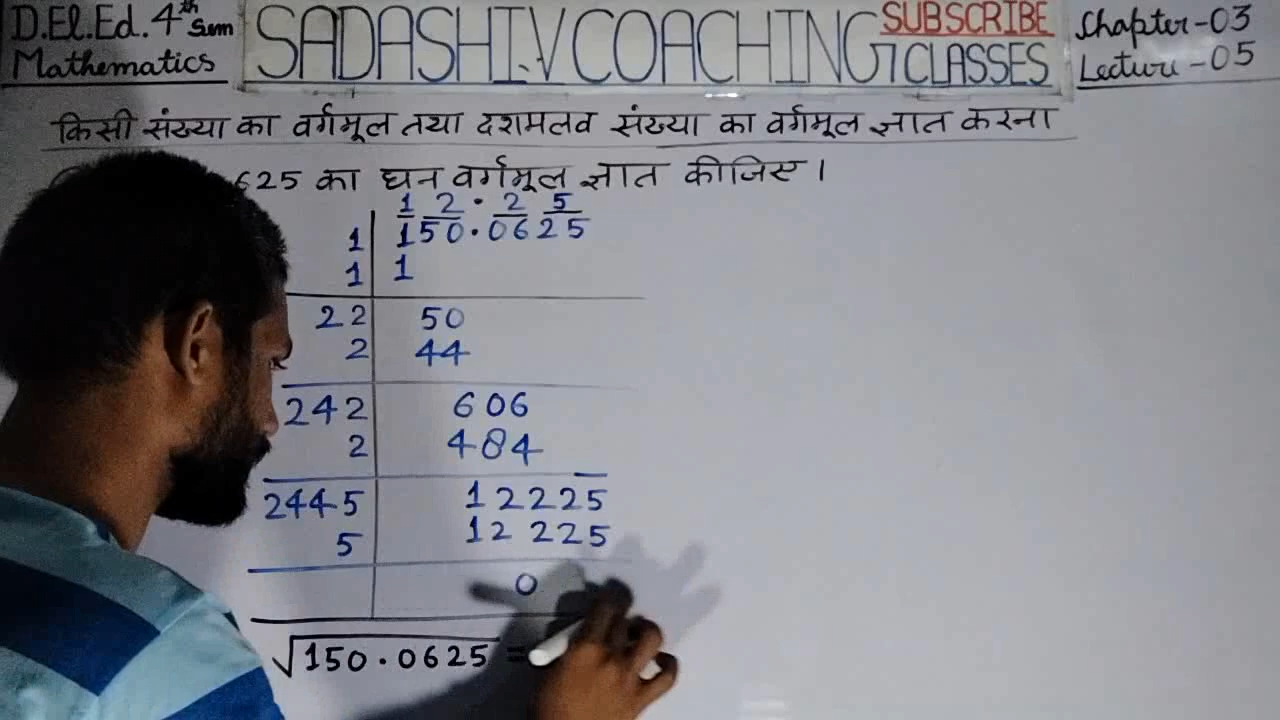 D.El.Ed. 4th Sem
Mathematics
SADASHIV COACHING CLASSES
SUBSCRIBE
Chapter-03
Lecture-05
किसी संख्या का वर्गमूल तथा दशमलव संख्या का वर्गमूल ज्ञात करना
625 का घन वर्गमूल ज्ञात कीजिए।
1 2 . 2 5
1 150.0625
1 1
22 50
2 44
242 606
2 484
2445 12225
5 12225
0
√150.0625 =